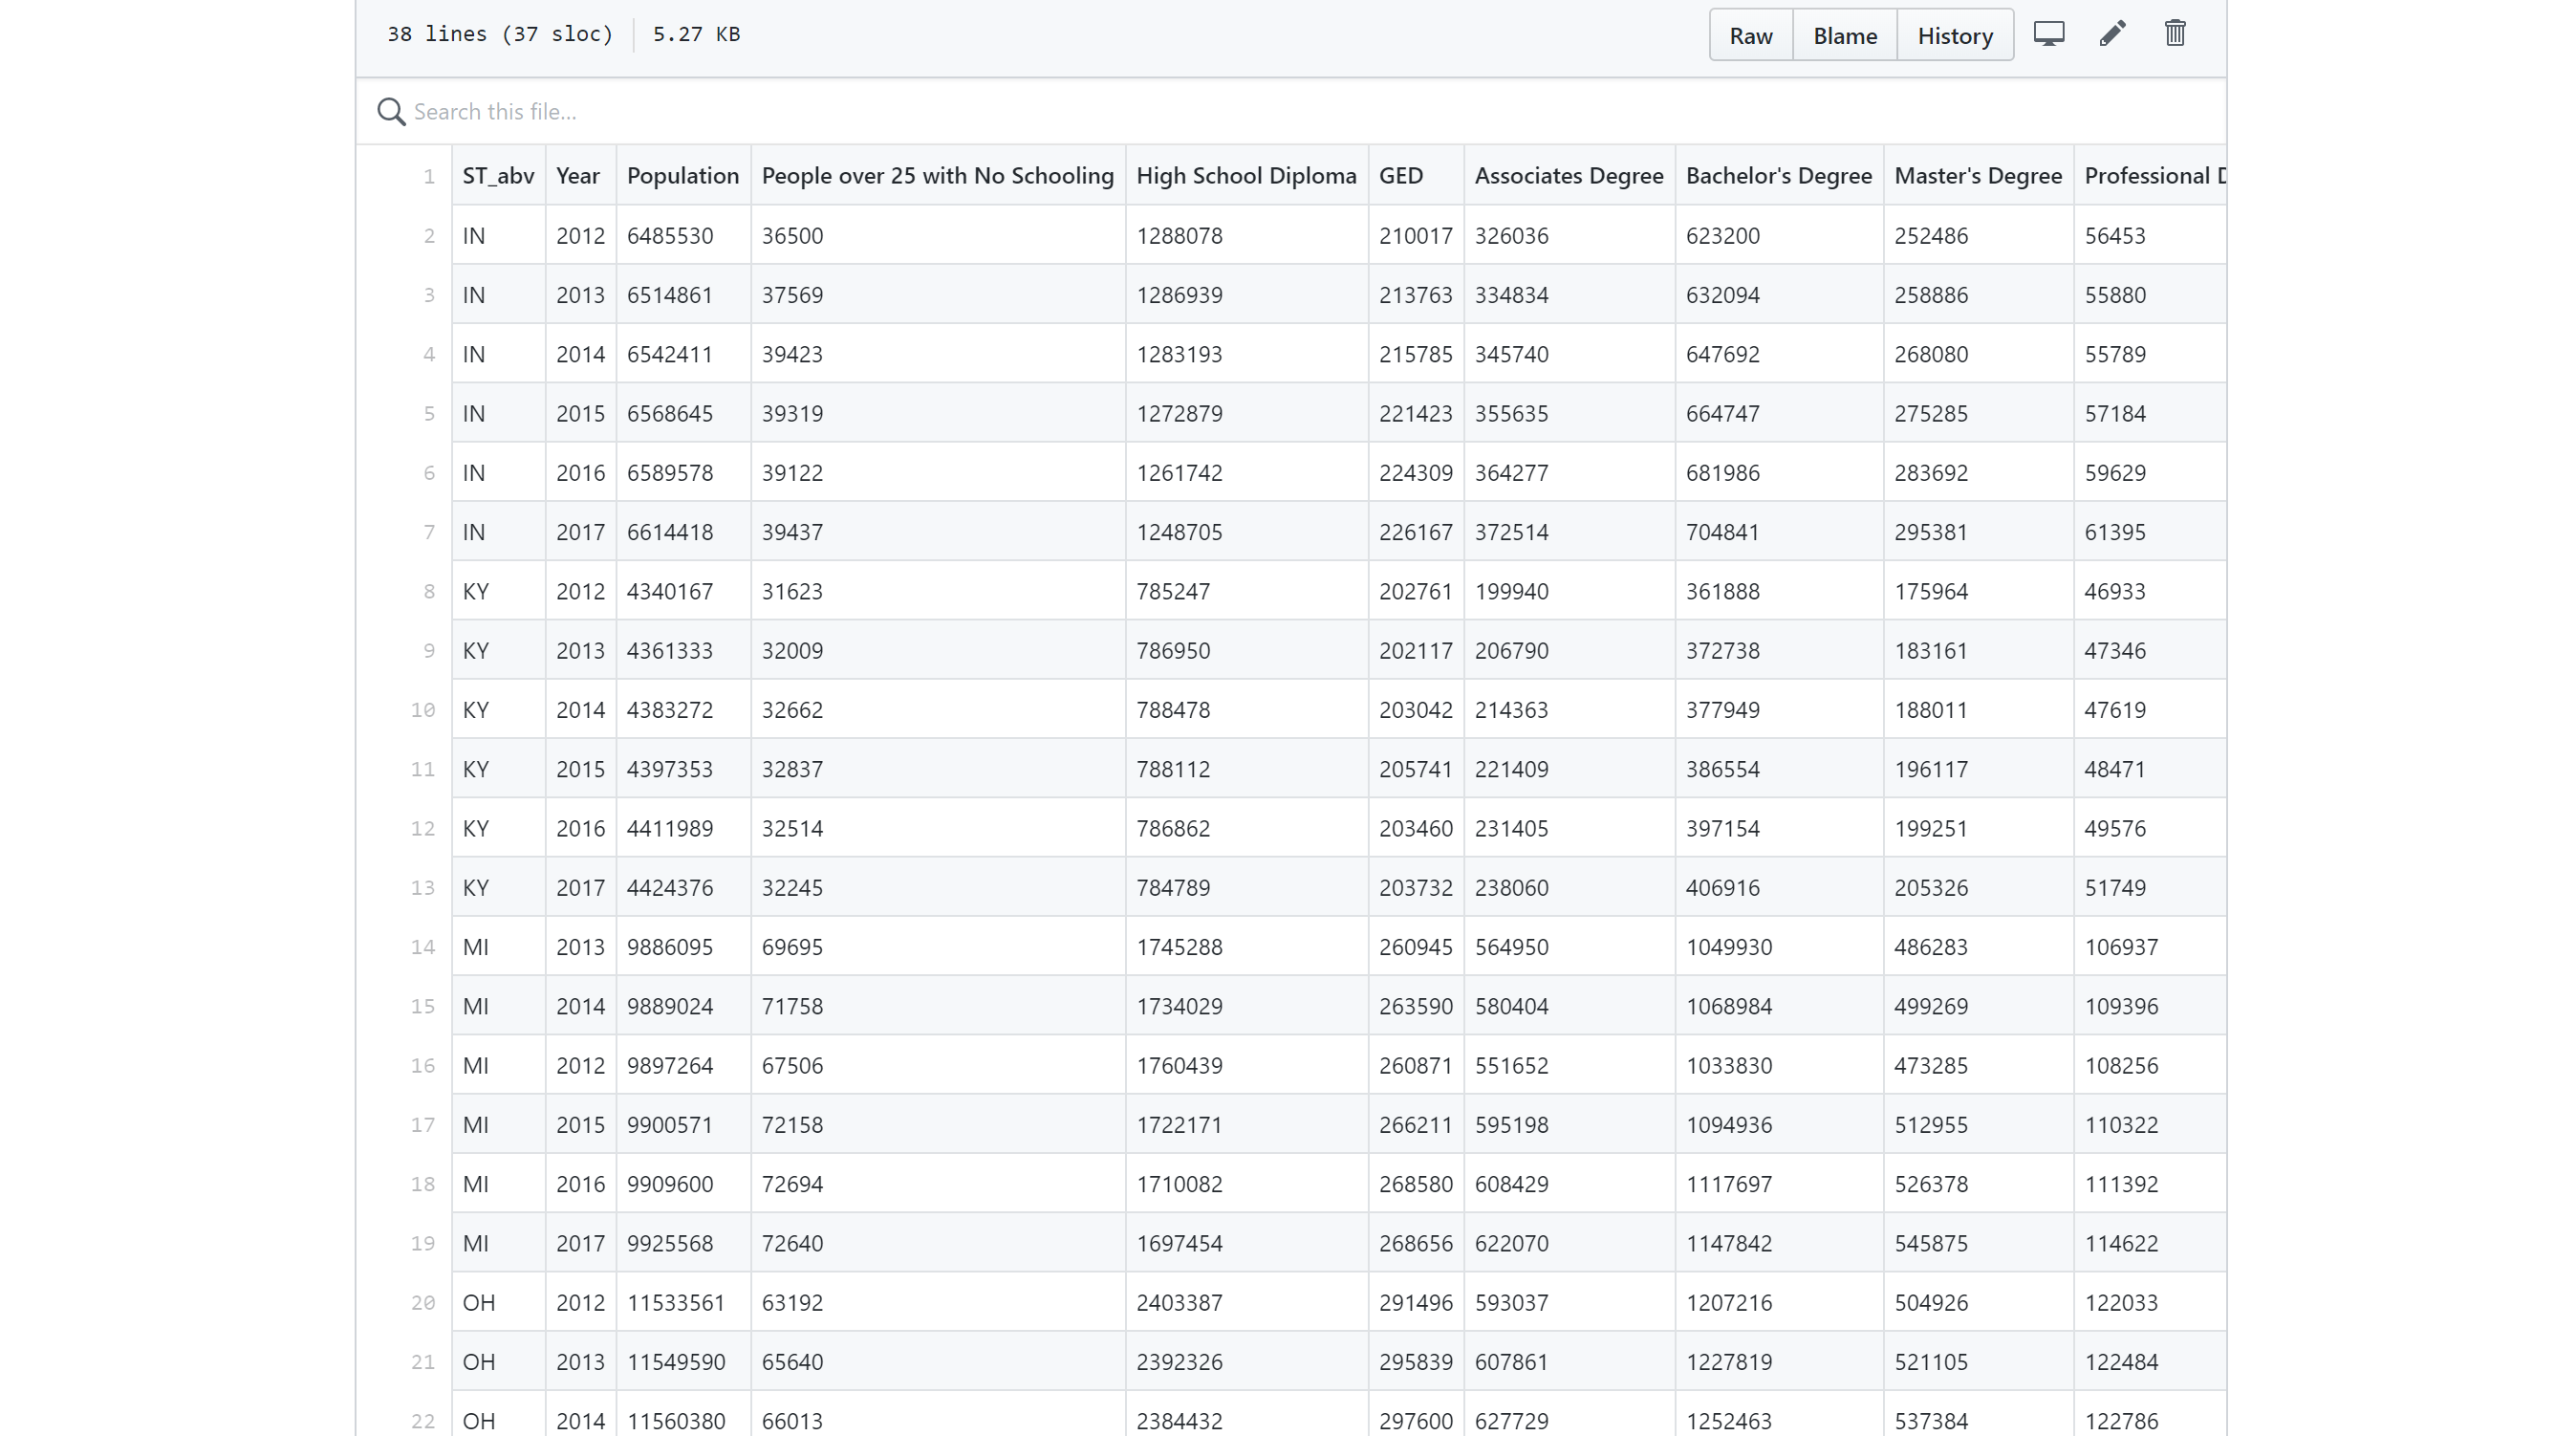 38 lines (37 sloc) 5.27 KB Raw Blame History
Search this file...
1 ST_abv Year Population People over 25 with No Schooling High School Diploma GED Associates Degree Bachelor's Degree Master's Degree Professional D
2 IN 2012 6485530 36500 1288078 210017 326036 623200 252486 56453
3 IN 2013 6514861 37569 1286939 213763 334834 632094 258886 55880
4 IN 2014 6542411 39423 1283193 215785 345740 647692 268080 55789
5 IN 2015 6568645 39319 1272879 221423 355635 664747 275285 57184
6 IN 2016 6589578 39122 1261742 224309 364277 681986 283692 59629
7 IN 2017 6614418 39437 1248705 226167 372514 704841 295381 61395
8 KY 2012 4340167 31623 785247 202761 199940 361888 175964 46933
9 KY 2013 4361333 32009 786950 202117 206790 372738 183161 47346
10 KY 2014 4383272 32662 788478 203042 214363 377949 188011 47619
11 KY 2015 4397353 32837 788112 205741 221409 386554 196117 48471
12 KY 2016 4411989 32514 786862 203460 231405 397154 199251 49576
13 KY 2017 4424376 32245 784789 203732 238060 406916 205326 51749
14 MI 2013 9886095 69695 1745288 260945 564950 1049930 486283 106937
15 MI 2014 9889024 71758 1734029 263590 580404 1068984 499269 109396
16 MI 2012 9897264 67506 1760439 260871 551652 1033830 473285 108256
17 MI 2015 9900571 72158 1722171 266211 595198 1094936 512955 110322
18 MI 2016 9909600 72694 1710082 268580 608429 1117697 526378 111392
19 MI 2017 9925568 72640 1697454 268656 622070 1147842 545875 114622
20 OH 2012 11533561 63192 2403387 291496 593037 1207216 504926 122033
21 OH 2013 11549590 65640 2392326 295839 607861 1227819 521105 122484
22 OH 2014 11560380 66013 2384432 297600 627729 1252463 537384 122786